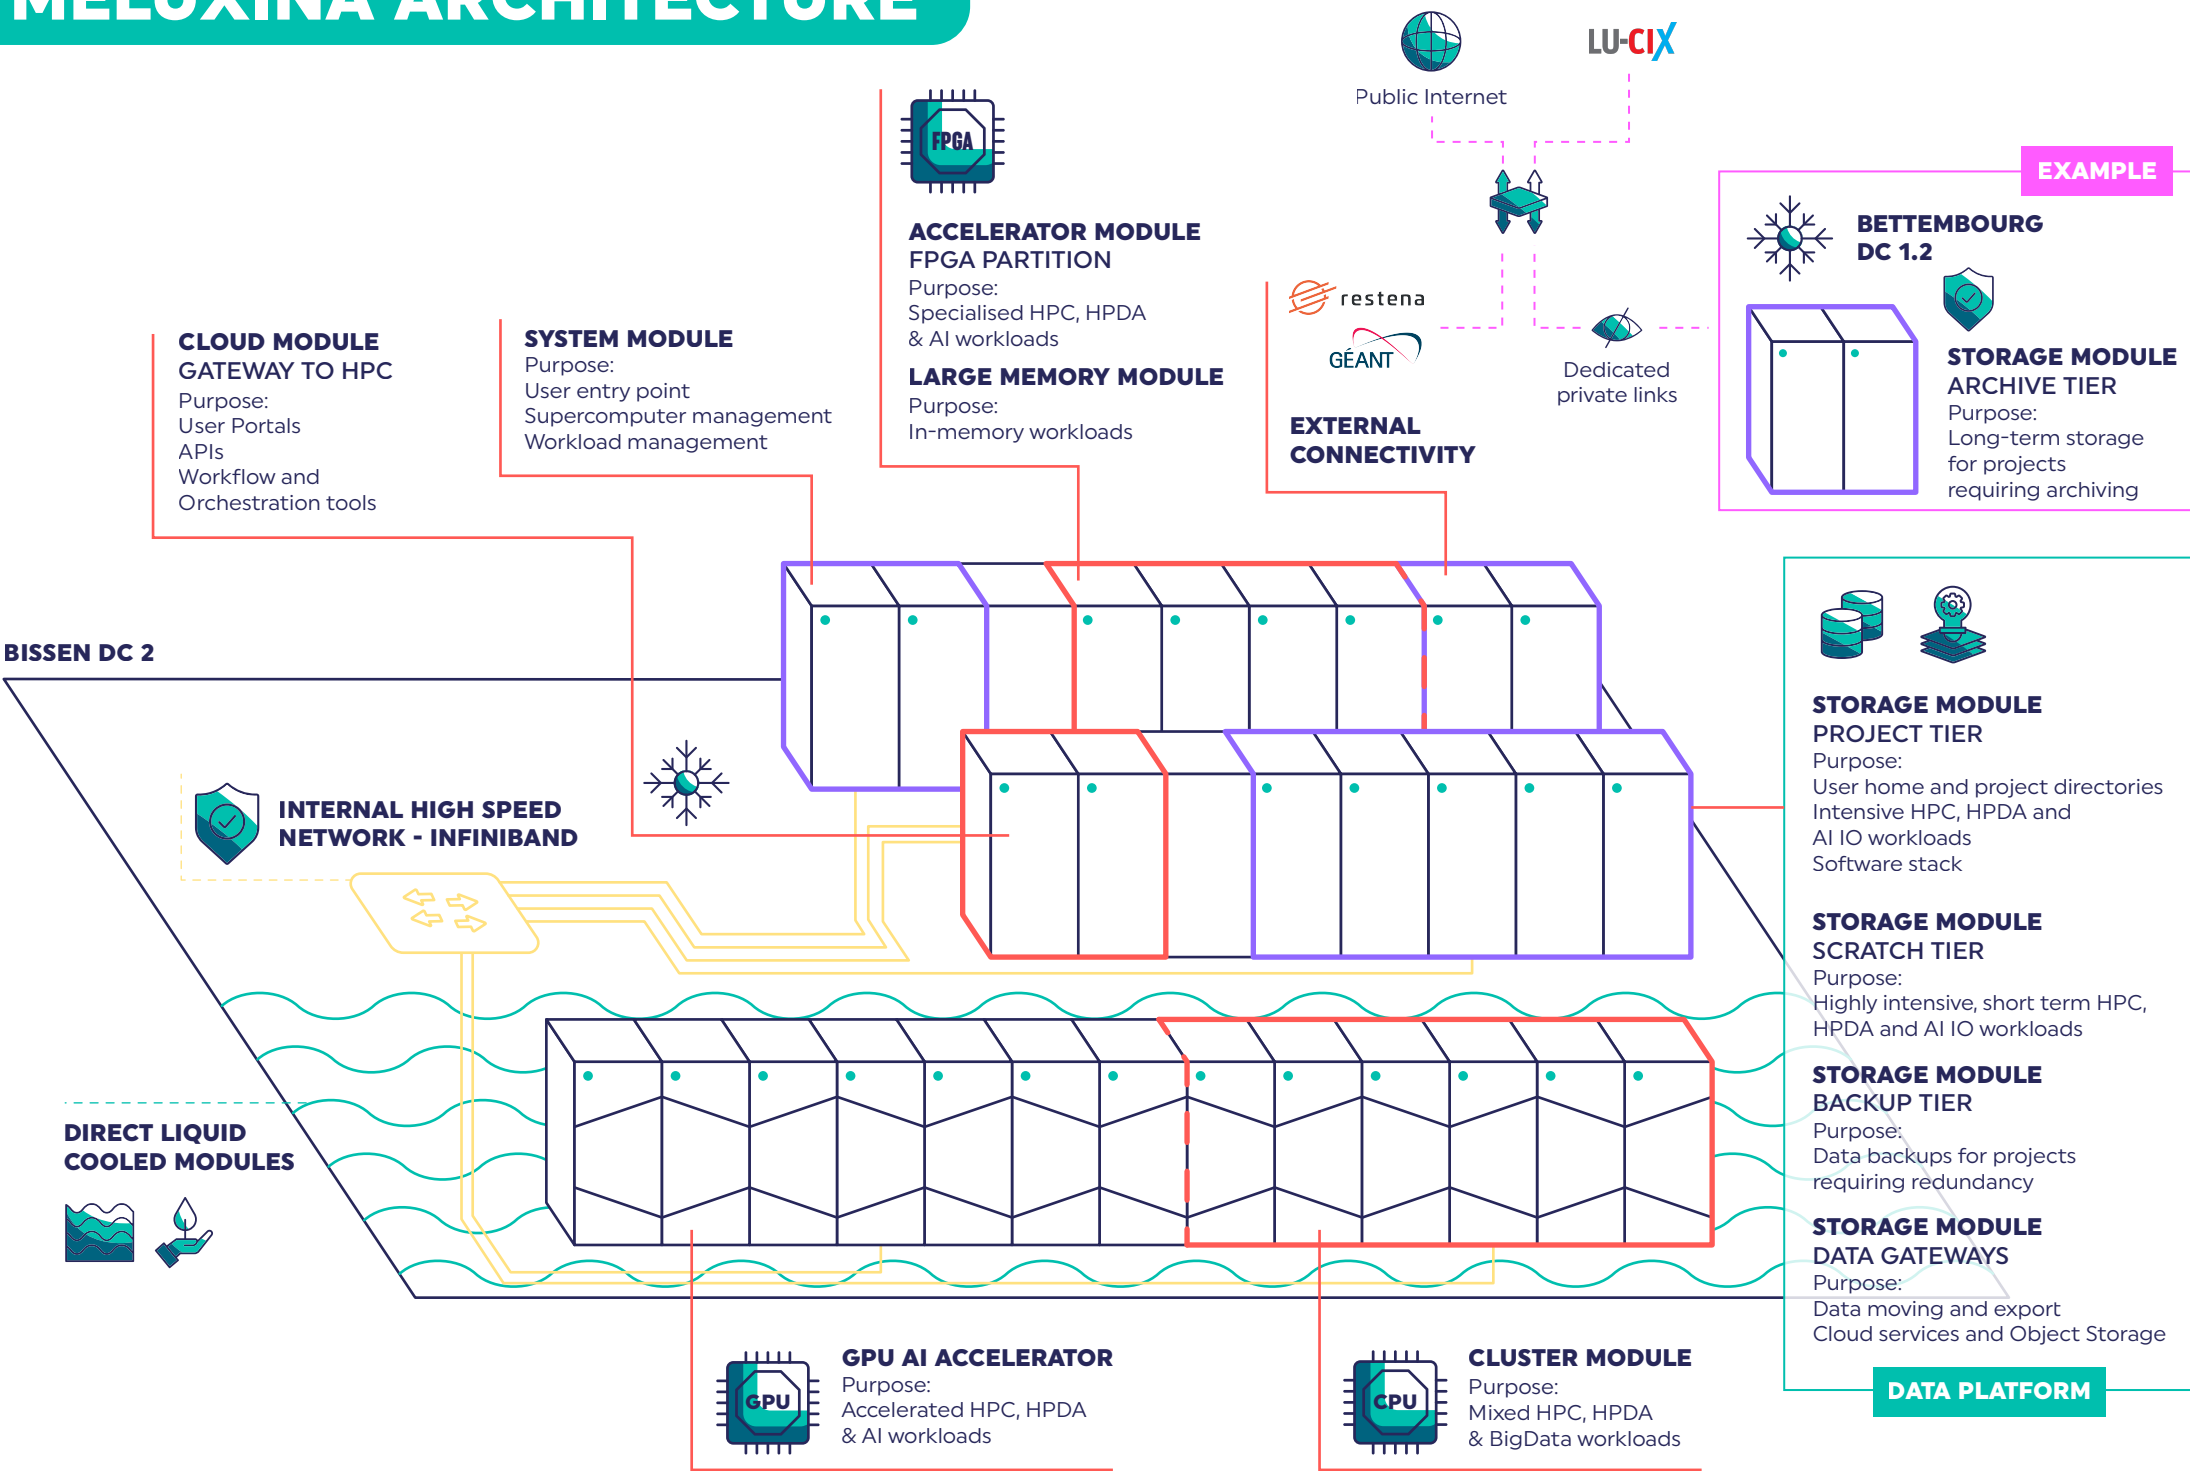 MELUXINA ARCHITECTURE
Public Internet
LU-CIX
EXAMPLE
BETTEMBOURG
DC 1.2
STORAGE MODULE
ARCHIVE TIER
Purpose:
Long-term storage
for projects
requiring archiving
FPGA
ACCELERATOR MODULE
FPGA PARTITION
Purpose:
Specialised HPC, HPDA
& AI workloads
LARGE MEMORY MODULE
Purpose:
In-memory workloads
restena
GÉANT
Dedicated
private links
EXTERNAL
CONNECTIVITY
CLOUD MODULE
GATEWAY TO HPC
Purpose:
User Portals
APIs
Workflow and
Orchestration tools
SYSTEM MODULE
Purpose:
User entry point
Supercomputer management
Workload management
BISSEN DC 2
INTERNAL HIGH SPEED
NETWORK - INFINIBAND
DIRECT LIQUID
COOLED MODULES
STORAGE MODULE
PROJECT TIER
Purpose:
User home and project directories
Intensive HPC, HPDA and
AI IO workloads
Software stack
STORAGE MODULE
SCRATCH TIER
Purpose:
Highly intensive, short term HPC,
HPDA and AI IO workloads
STORAGE MODULE
BACKUP TIER
Purpose:
Data backups for projects
requiring redundancy
STORAGE MODULE
DATA GATEWAYS
Purpose:
Data moving and export
Cloud services and Object Storage
DATA PLATFORM
GPU
GPU AI ACCELERATOR
Purpose:
Accelerated HPC, HPDA
& AI workloads
CPU
CLUSTER MODULE
Purpose:
Mixed HPC, HPDA
& BigData workloads